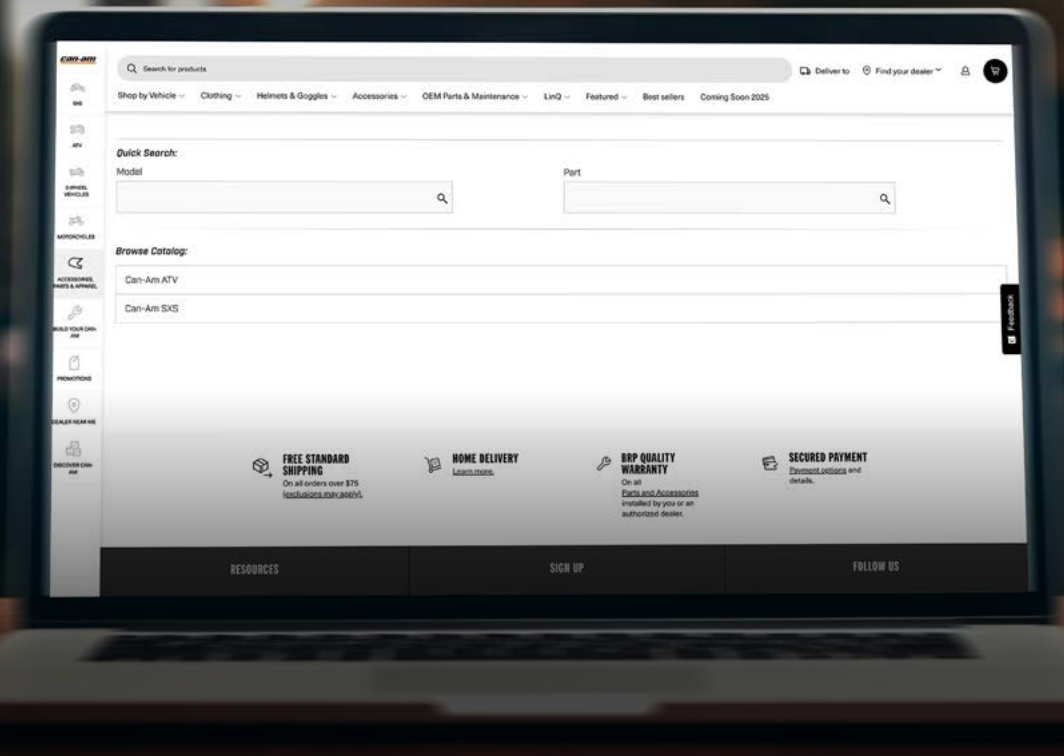 can-am
Search for products
Deliver to
Find your dealer
Shop by Vehicle
Clothing
Helmets & Goggles
Accessories
OEM Parts & Maintenance
LinQ
Featured
Best sellers
Coming Soon 2025
SXS
ATV
3-WHEEL
VEHICLES
MOTORCYCLES
ACCESSORIES,
PARTS & APPAREL
BUILD YOUR CAN-
AM
PROMOTIONS
DEALER NEAR ME
DISCOVER CAN-
AM
Quick Search:
Model
Part
Browse Catalog:
Can-Am ATV
Can-Am SXS
Feedback
FREE STANDARD
SHIPPING
On all orders over $75
(exclusions may apply).
HOME DELIVERY
Learn more.
BRP QUALITY
WARRANTY
On all
Parts and Accessories
installed by you or an
authorized dealer.
SECURED PAYMENT
Payment options and
details.
RESOURCES
SIGN UP
FOLLOW US